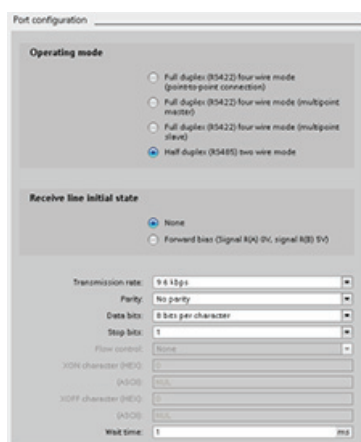 Port configuration
Operating mode
Full duplex (RS422) four wire mode
(point-to-point connection)
Full duplex (RS422) four wire mode (multipoint
master)
Full duplex (RS422) four wire mode (multipoint
slave)
Half duplex (RS485) two wire mode
Receive line initial state
None
Forward bias (Signal R(A) 0V, signal R(B) 5V)
Transmission rate: 9.6 kbps
Parity: No parity
Data bits: 8 bits per character
Stop bits: 1
Flow control: None
XON character (HEX): 0
(ASCII): NUL
XOFF character (HEX): 0
(ASCII): NUL
Wait time: 1 ms